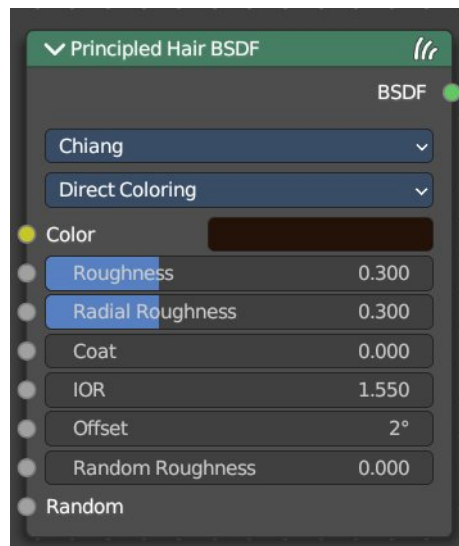 Principled Hair BSDF
BSDF
Chiang
Direct Coloring
Color
Roughness 0.300
Radial Roughness 0.300
Coat 0.000
IOR 1.550
Offset 2°
Random Roughness 0.000
Random